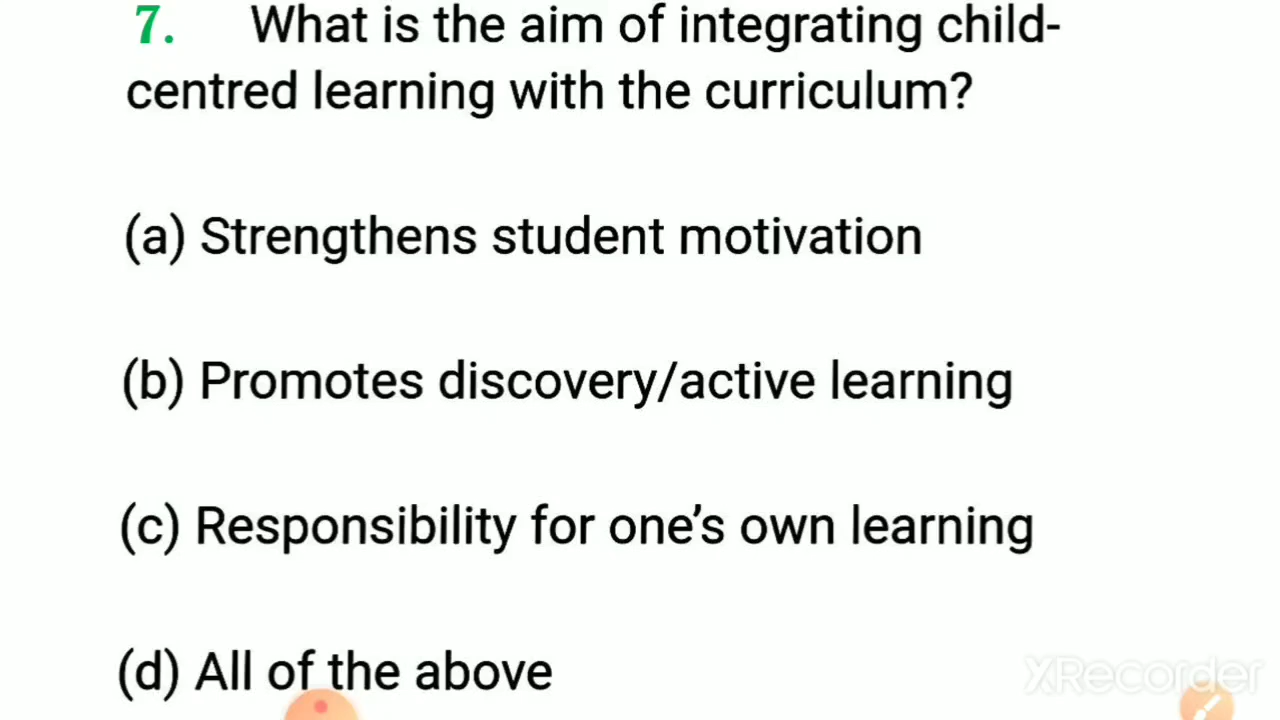 7. What is the aim of integrating child-
centred learning with the curriculum?
(a) Strengthens student motivation
(b) Promotes discovery/active learning
(c) Responsibility for one’s own learning
(d) All of the above
XRecorder